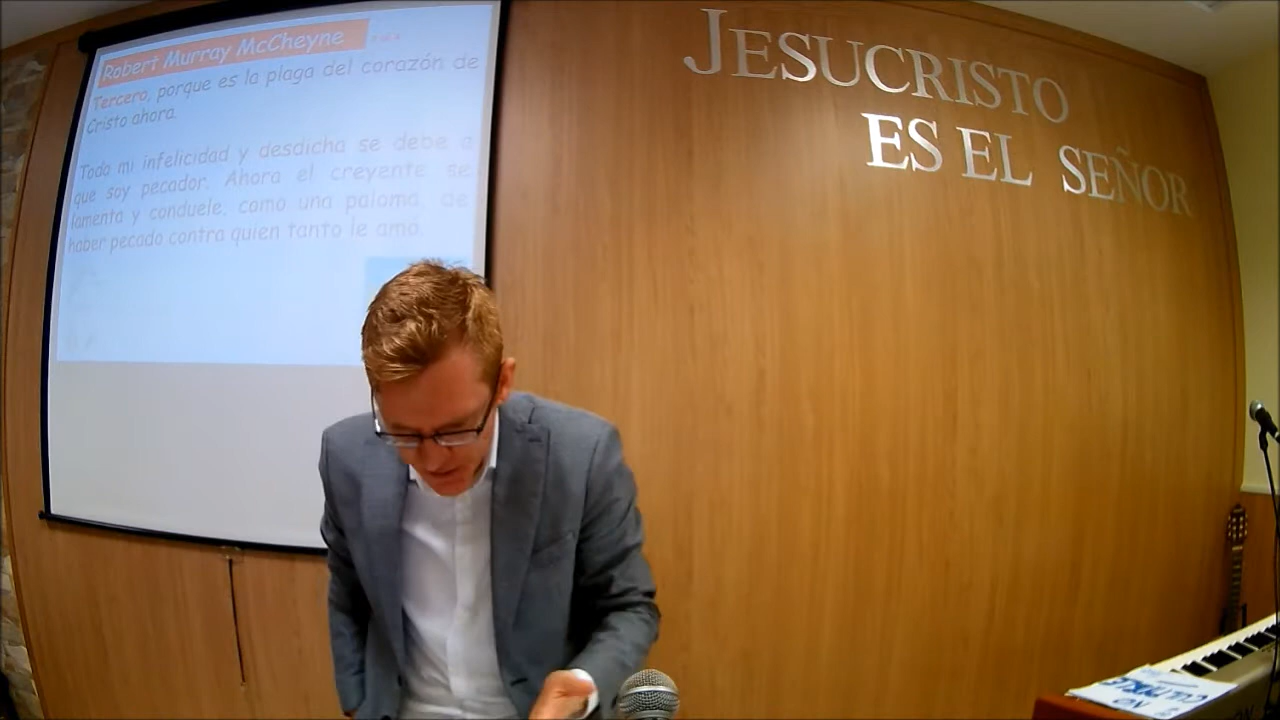 Robert Murray McCheyne
Tercero, porque es la plaga del corazón de
Cristo ahora.
Toda mi infelicidad y desdicha se debe a
que soy pecador. Ahora el creyente se
lamenta y conduele, como una paloma, de
haber pecado contra quien tanto le ama.
JESUCRISTO
ES EL SEÑOR
NO